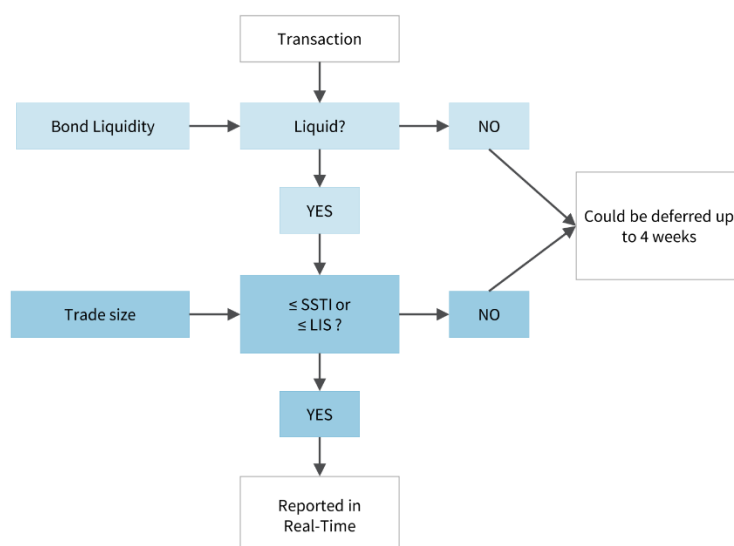 Transaction
Bond Liquidity
Liquid?
NO
YES
Could be deferred up
to 4 weeks
Trade size
≤ SSTI or
≤ LIS ?
NO
YES
Reported in
Real-Time